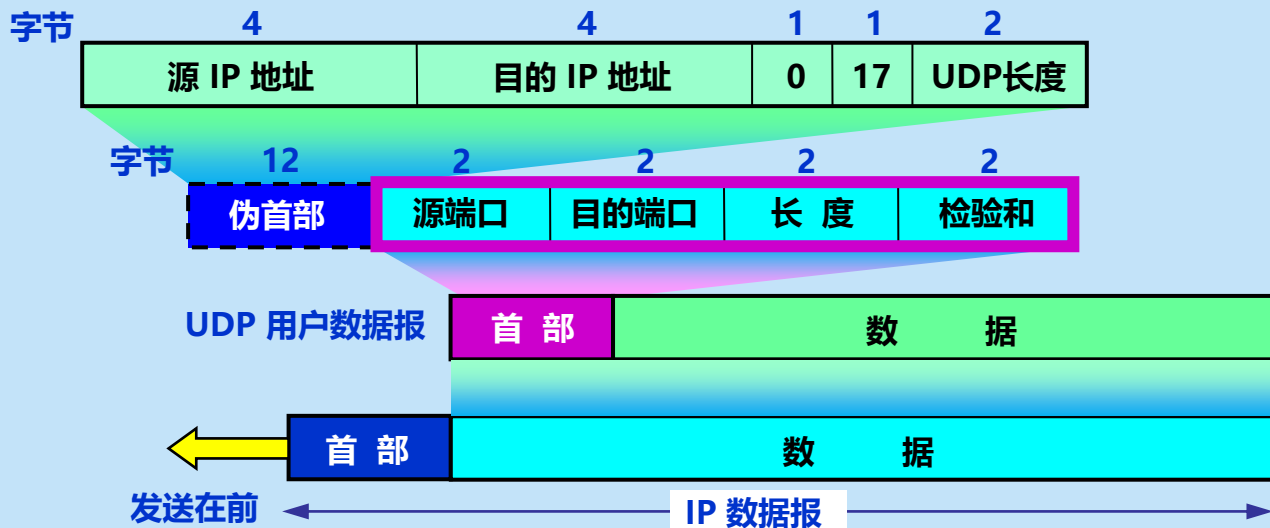 字节 4 4 1 1 2
源 IP 地址 目的 IP 地址 0 17 UDP长度
字节 12 2 2 2 2
伪首部 源端口 目的端口 长 度 检验和
UDP 用户数据报 首 部 数 据
首 部 数 据
发送在前 IP 数据报